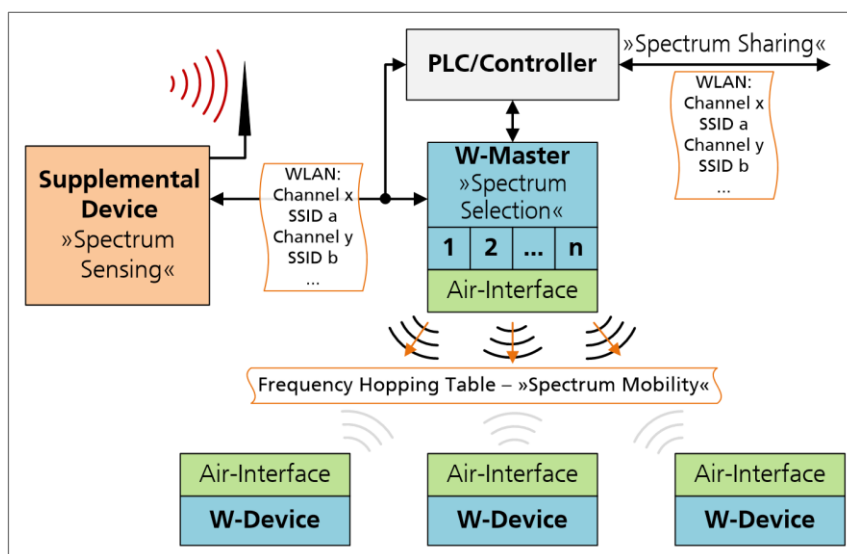 PLC/Controller
»Spectrum Sharing«
WLAN:
Channel x
SSID a
Channel y
SSID b
...
Supplemental
Device
»Spectrum
Sensing«
WLAN:
Channel x
SSID a
Channel y
SSID b
...
W-Master
»Spectrum
Selection«
1 2 ... n
Air-Interface
Frequency Hopping Table – »Spectrum Mobility«
Air-Interface
W-Device
Air-Interface
W-Device
Air-Interface
W-Device